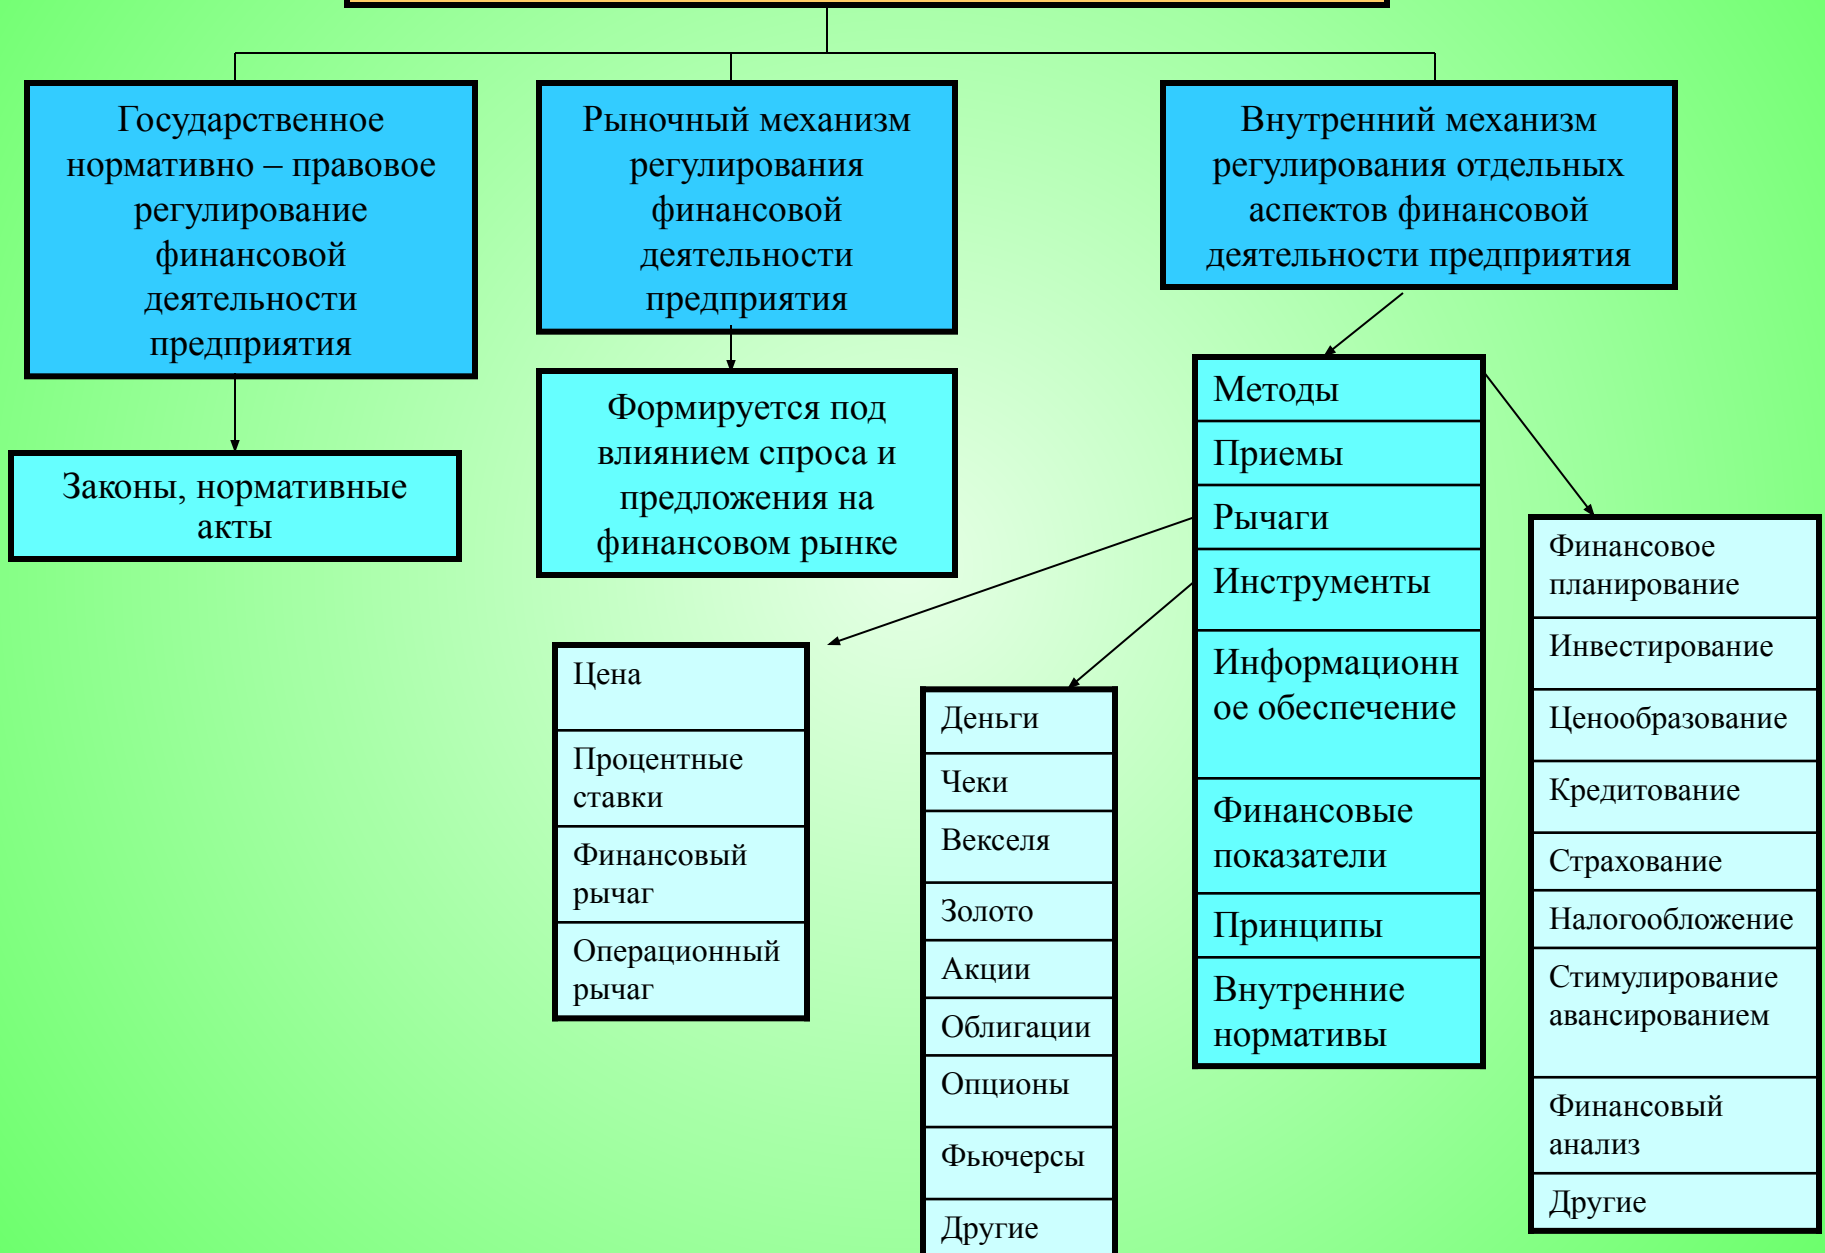 Государственное
нормативно – правовое
регулирование
финансовой
деятельности
предприятия
Законы, нормативные
акты
Рыночный механизм
регулирования
финансовой
деятельности
предприятия
Формируется под
влиянием спроса и
предложения на
финансовом рынке
Внутренний механизм
регулирования отдельных
аспектов финансовой
деятельности предприятия
Методы
Приемы
Рычаги
Инструменты
Информационн
ое обеспечение
Финансовые
показатели
Принципы
Внутренние
нормативы
Цена
Процентные
ставки
Финансовый
рычаг
Операционный
рычаг
Деньги
Чеки
Векселя
Золото
Акции
Облигации
Опционы
Фьючерсы
Другие
Финансовое
планирование
Инвестирование
Ценообразование
Кредитование
Страхование
Налогообложение
Стимулирование
авансированием
Финансовый
анализ
Другие